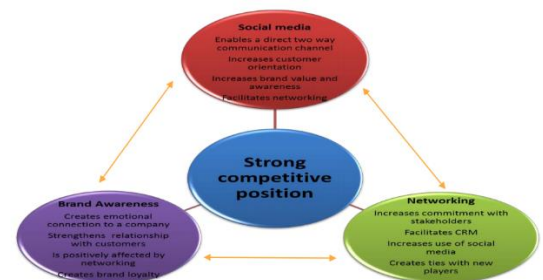 Social media
Enables a direct two way
communication channel
Increases customer
orientation
Increases brand value and
awareness
Facilitates networking
Strong
competitive
position
Brand Awareness
Creates emotional
connection to a company
Strengthens relationship
with customers
Is positively affected by
networking
Creates brand loyalty
Networking
Increases commitment with
stakeholders
Facilitates CRM
Increases use of social
media
Creates ties with new
players